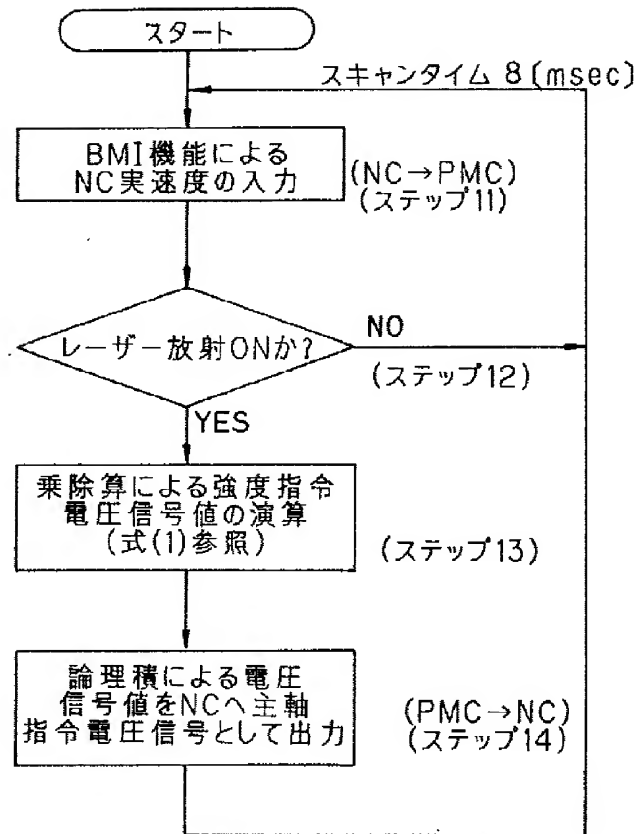 スタート
スキャンタイム 8(msec)
BMI機能による
NC実速度の入力
(NC→PMC)
(ステップ11)
レーザー放射ONか?
NO
(ステップ12)
YES
乗除算による強度指令
電圧信号値の演算
(式(1)参照)
(ステップ13)
論理積による電圧
信号値をNCへ主軸
指令電圧信号として出力
(PMC→NC)
(ステップ14)